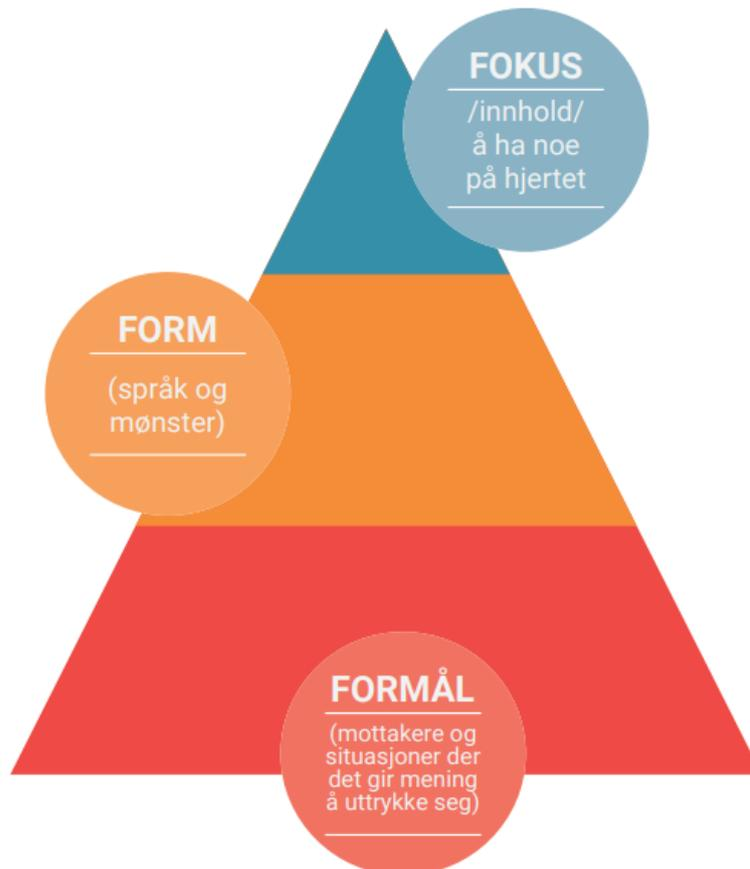 FOKUS
/innhold/
å ha noe
på hjertet
FORM
(språk og
mønster)
FORMÅL
(mottakere og
situasjoner der
det gir mening
å uttrykke seg)